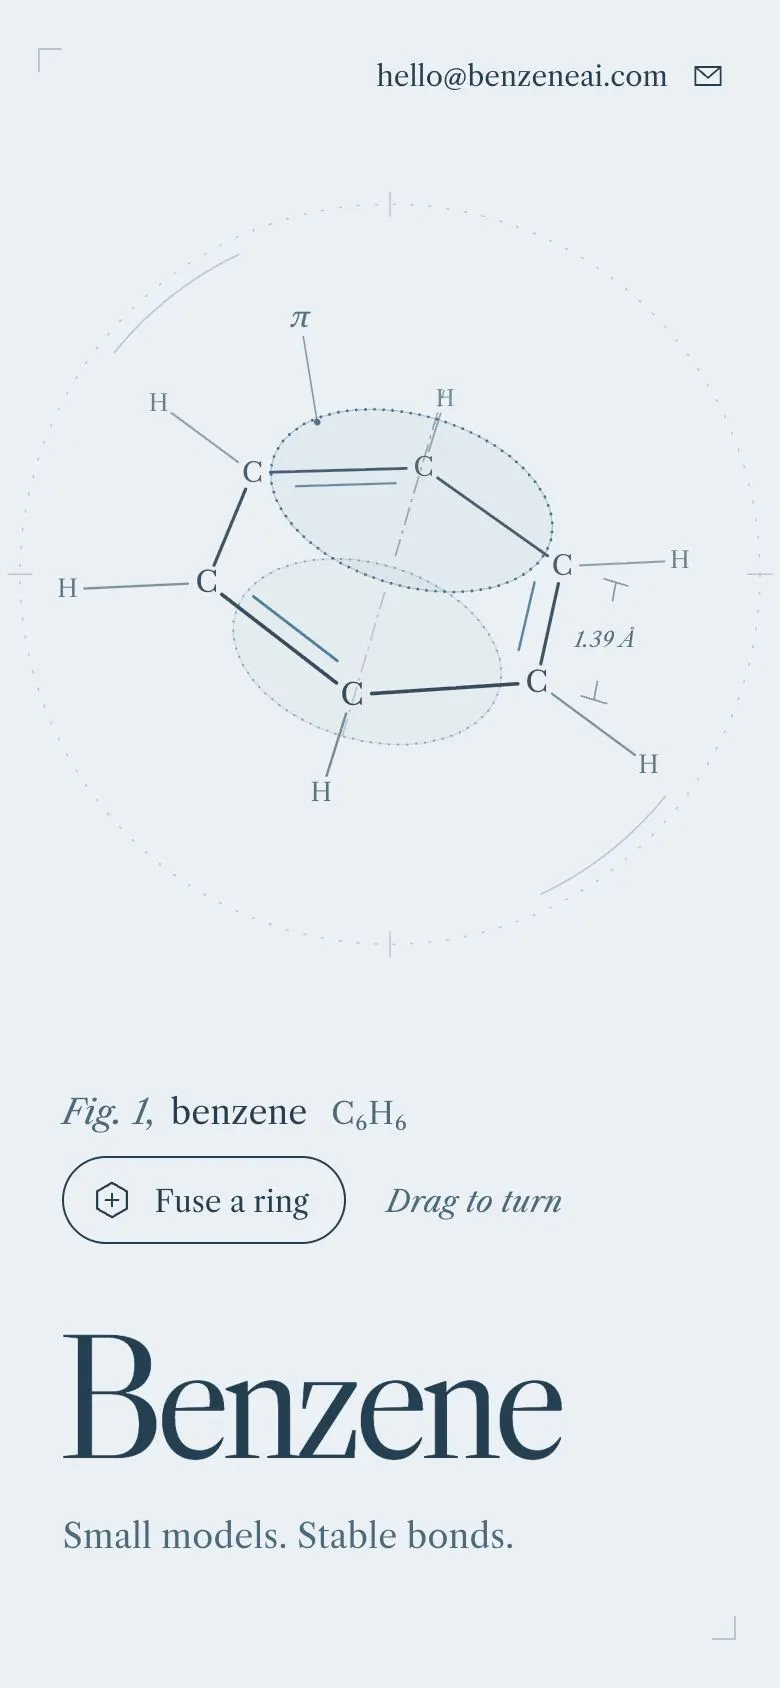 hello@benzeneai.com
π
H
H
C
C
C
H
H
C
1.39 Å
C
C
H
H
Fig. 1, benzene C₆H₆
Fuse a ring
Drag to turn
Benzene
Small models. Stable bonds.